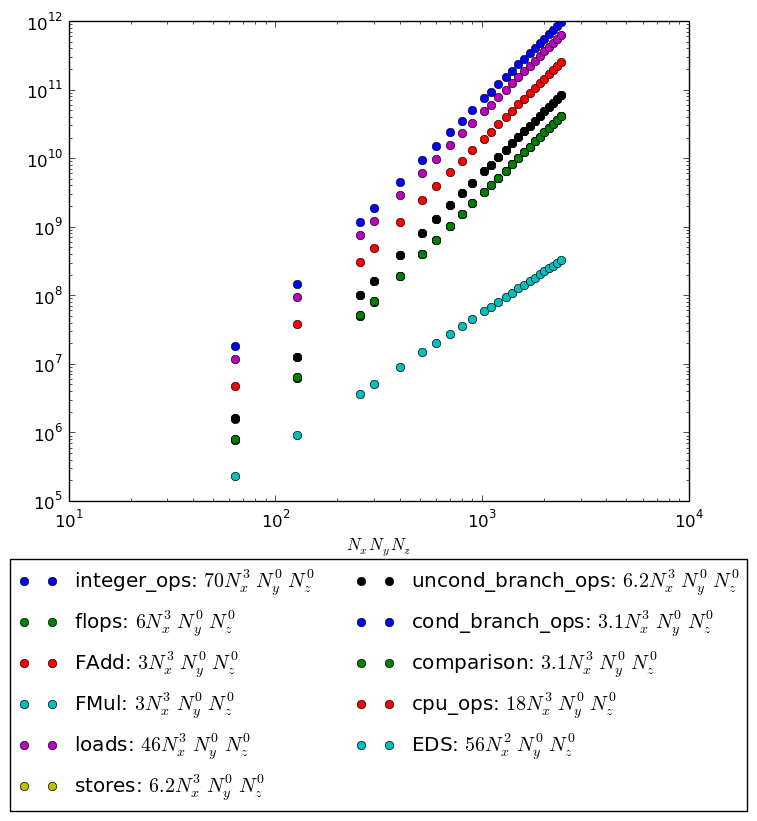 10^12
10^11
10^10
10^9
10^8
10^7
10^6
10^5
10^1 10^2 10^3 10^4
N_x N_y N_z
integer_ops: 70N_x^3 N_y^0 N_z^0
flops: 6N_x^3 N_y^0 N_z^0
FAdd: 3N_x^3 N_y^0 N_z^0
FMul: 3N_x^3 N_y^0 N_z^0
loads: 46N_x^3 N_y^0 N_z^0
stores: 6.2N_x^3 N_y^0 N_z^0
uncond_branch_ops: 6.2N_x^3 N_y^0 N_z^0
cond_branch_ops: 3.1N_x^3 N_y^0 N_z^0
comparison: 3.1N_x^3 N_y^0 N_z^0
cpu_ops: 18N_x^3 N_y^0 N_z^0
EDS: 56N_x^2 N_y^0 N_z^0